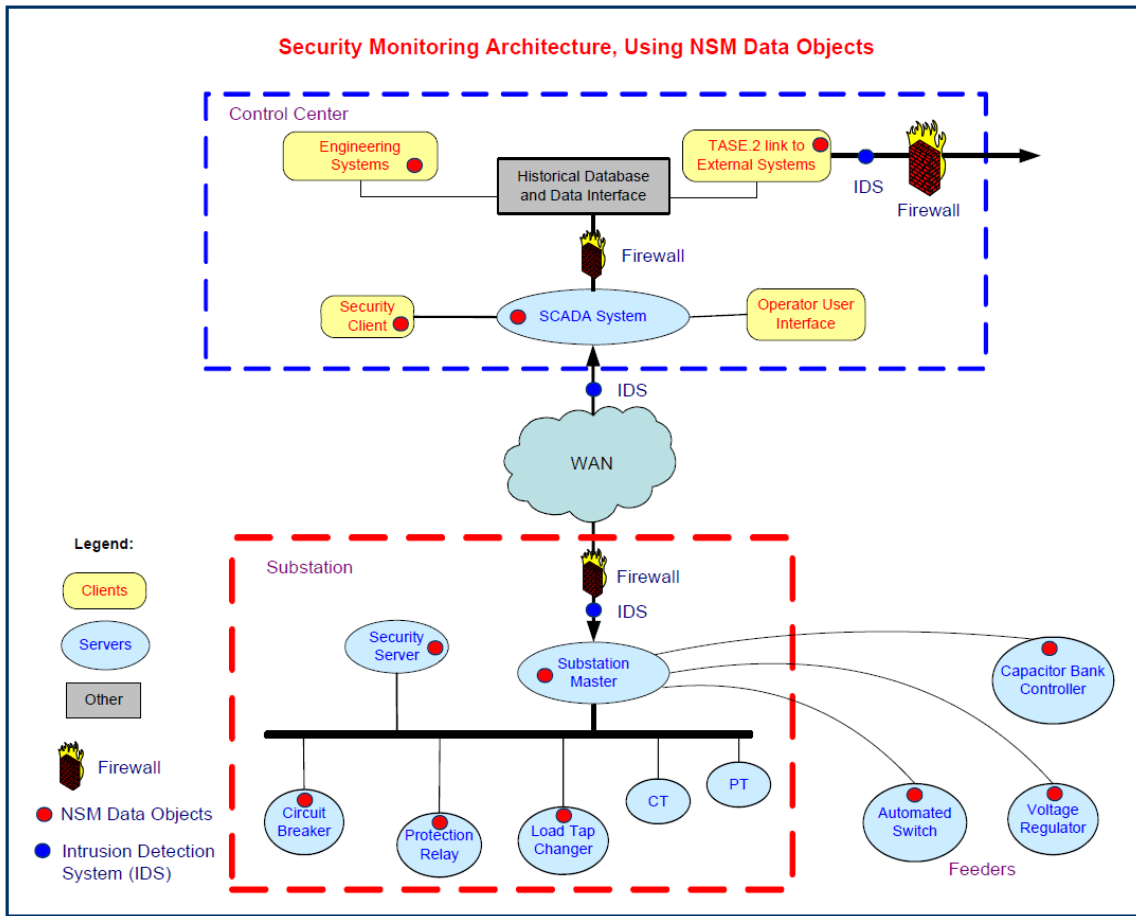 Security Monitoring Architecture, Using NSM Data Objects
Control Center
Engineering
Systems
Historical Database
and Data Interface
TASE.2 link to
External Systems
IDS
Firewall
Firewall
Security
Client
SCADA System
Operator User
Interface
IDS
WAN
Legend:
Clients
Servers
Other
Firewall
NSM Data Objects
Intrusion Detection
System (IDS)
Substation
Firewall
IDS
Security
Server
Substation
Master
Capacitor Bank
Controller
Circuit
Breaker
Protection
Relay
Load Tap
Changer
CT
PT
Automated
Switch
Voltage
Regulator
Feeders